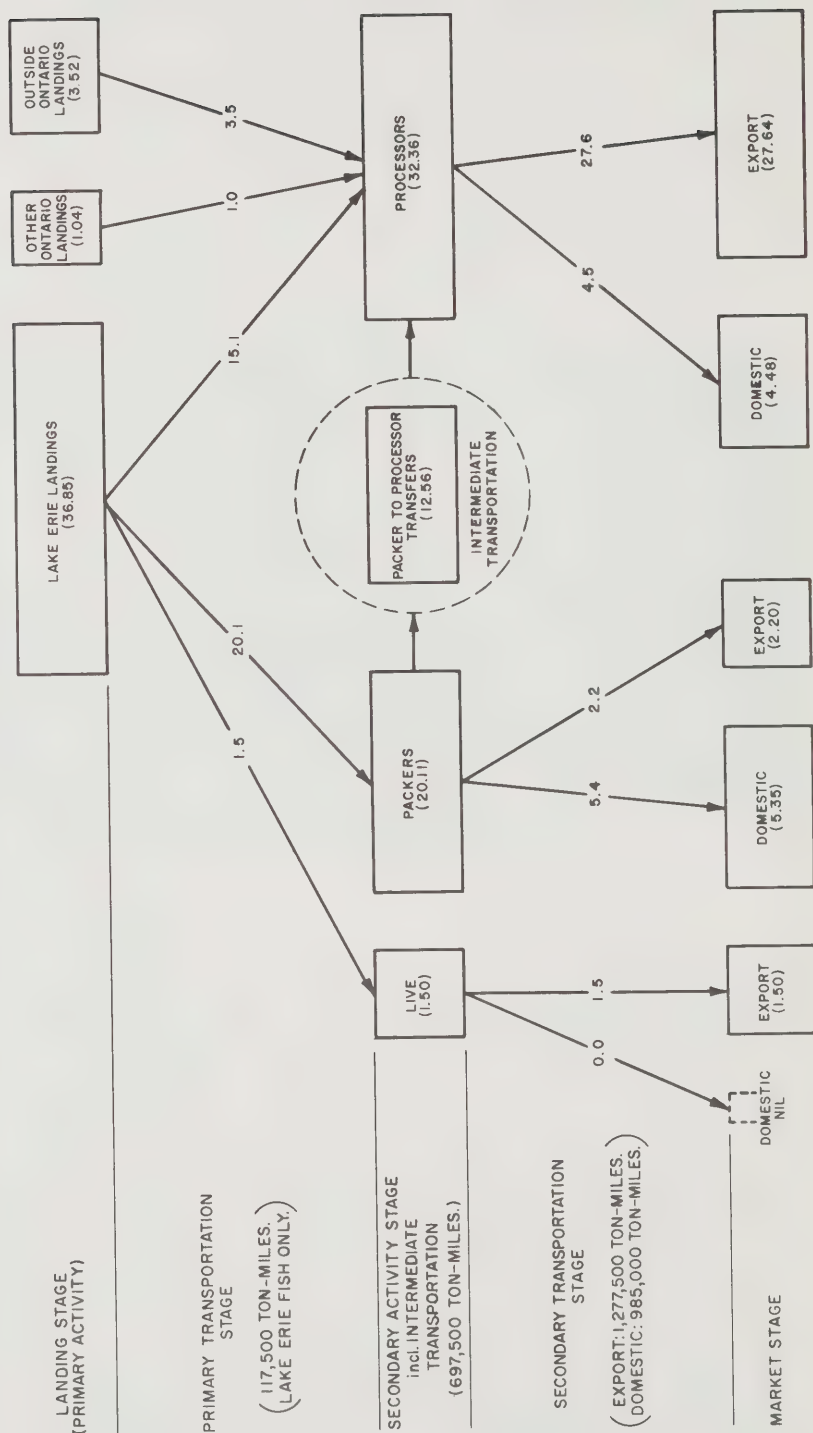 LANDING STAGE
(PRIMARY ACTIVITY)
LAKE ERIE LANDINGS
(36.85)
OTHER
ONTARIO
LANDINGS
(1.04)
OUTSIDE
ONTARIO
LANDINGS
(3.52)
PRIMARY TRANSPORTATION
STAGE
(117,500 TON-MILES.
LAKE ERIE FISH ONLY.)
1.5
20.1
15.1
1.0
3.5
SECONDARY ACTIVITY STAGE
incl. INTERMEDIATE
TRANSPORTATION
(697,500 TON-MILES.)
LIVE
(1.50)
PACKERS
(20.11)
PACKER TO PROCESSOR
TRANSFERS
(12.56)
INTERMEDIATE
TRANSPORTATION
PROCESSORS
(32.36)
SECONDARY TRANSPORTATION
STAGE
(EXPORT: 1,277,500 TON-MILES.
DOMESTIC: 985,000 TON-MILES.)
0.0
1.5
5.4
2.2
4.5
27.6
MARKET STAGE
DOMESTIC
NIL
EXPORT
(1.50)
DOMESTIC
(5.35)
EXPORT
(2.20)
DOMESTIC
(4.48)
EXPORT
(27.64)